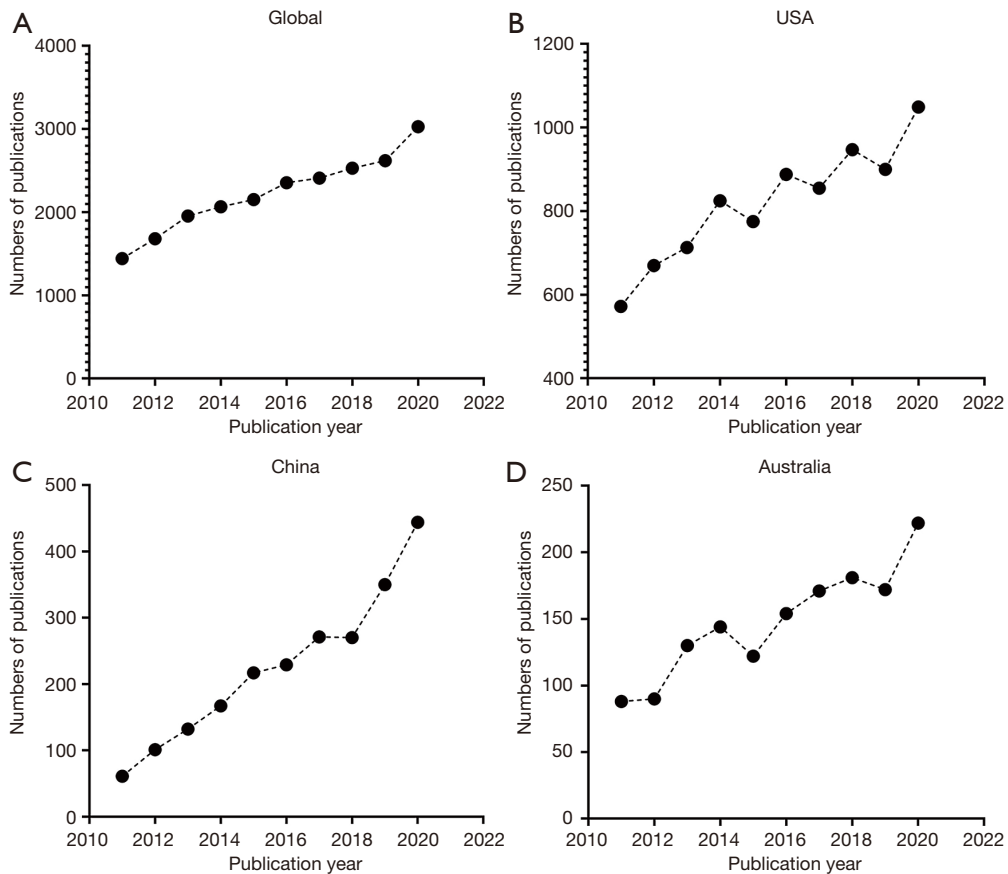 A
Global
Numbers of publications
4000
3000
2000
1000
0
2010 2012 2014 2016 2018 2020 2022
Publication year
B
USA
Numbers of publications
1200
1000
800
600
400
2010 2012 2014 2016 2018 2020 2022
Publication year
C
China
Numbers of publications
500
400
300
200
100
0
2010 2012 2014 2016 2018 2020 2022
Publication year
D
Australia
Numbers of publications
250
200
150
100
50
0
2010 2012 2014 2016 2018 2020 2022
Publication year